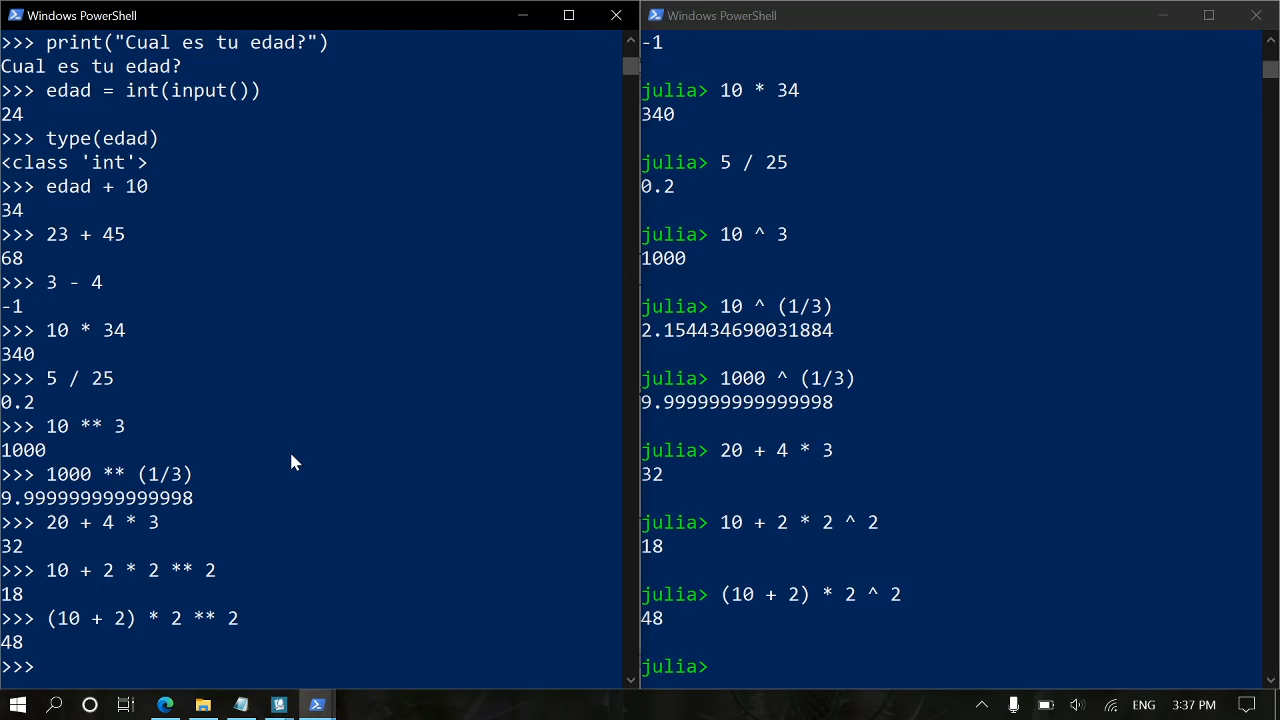 Windows PowerShell
>>> print("Cual es tu edad?")
Cual es tu edad?
>>> edad = int(input())
24
>>> type(edad)
<class 'int'>
>>> edad + 10
34
>>> 23 + 45
68
>>> 3 - 4
-1
>>> 10 * 34
340
>>> 5 / 25
0.2
>>> 10 ** 3
1000
>>> 1000 ** (1/3)
9.999999999999998
>>> 20 + 4 * 3
32
>>> 10 + 2 * 2 ** 2
18
>>> (10 + 2) * 2 ** 2
48
>>>
Windows PowerShell
-1
julia> 10 * 34
340
julia> 5 / 25
0.2
julia> 10 ^ 3
1000
julia> 10 ^ (1/3)
2.154434690031884
julia> 1000 ^ (1/3)
9.999999999999998
julia> 20 + 4 * 3
32
julia> 10 + 2 * 2 ^ 2
18
julia> (10 + 2) * 2 ^ 2
48
julia>
ENG
3:37 PM